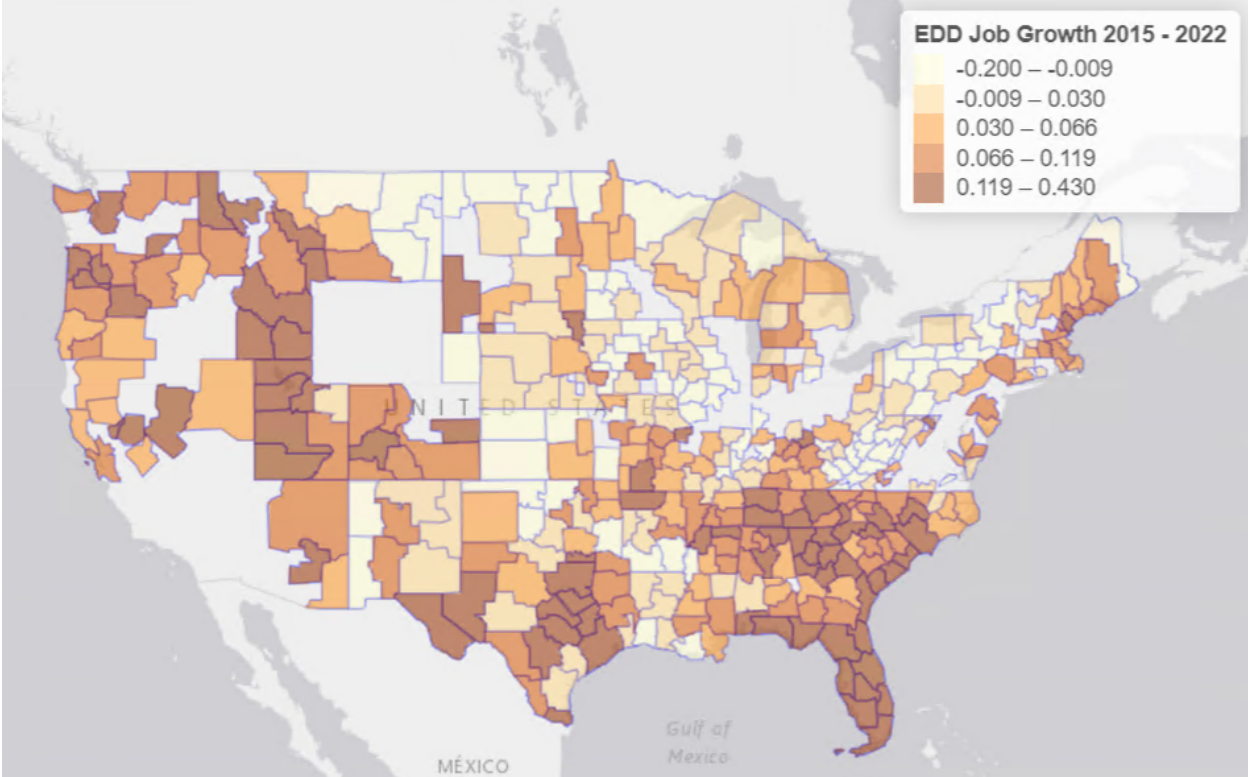 EDD Job Growth 2015 - 2022
-0.200 – -0.009
-0.009 – 0.030
0.030 – 0.066
0.066 – 0.119
0.119 – 0.430
UNITED STATES
Gulf of
Mexico
MÉXICO